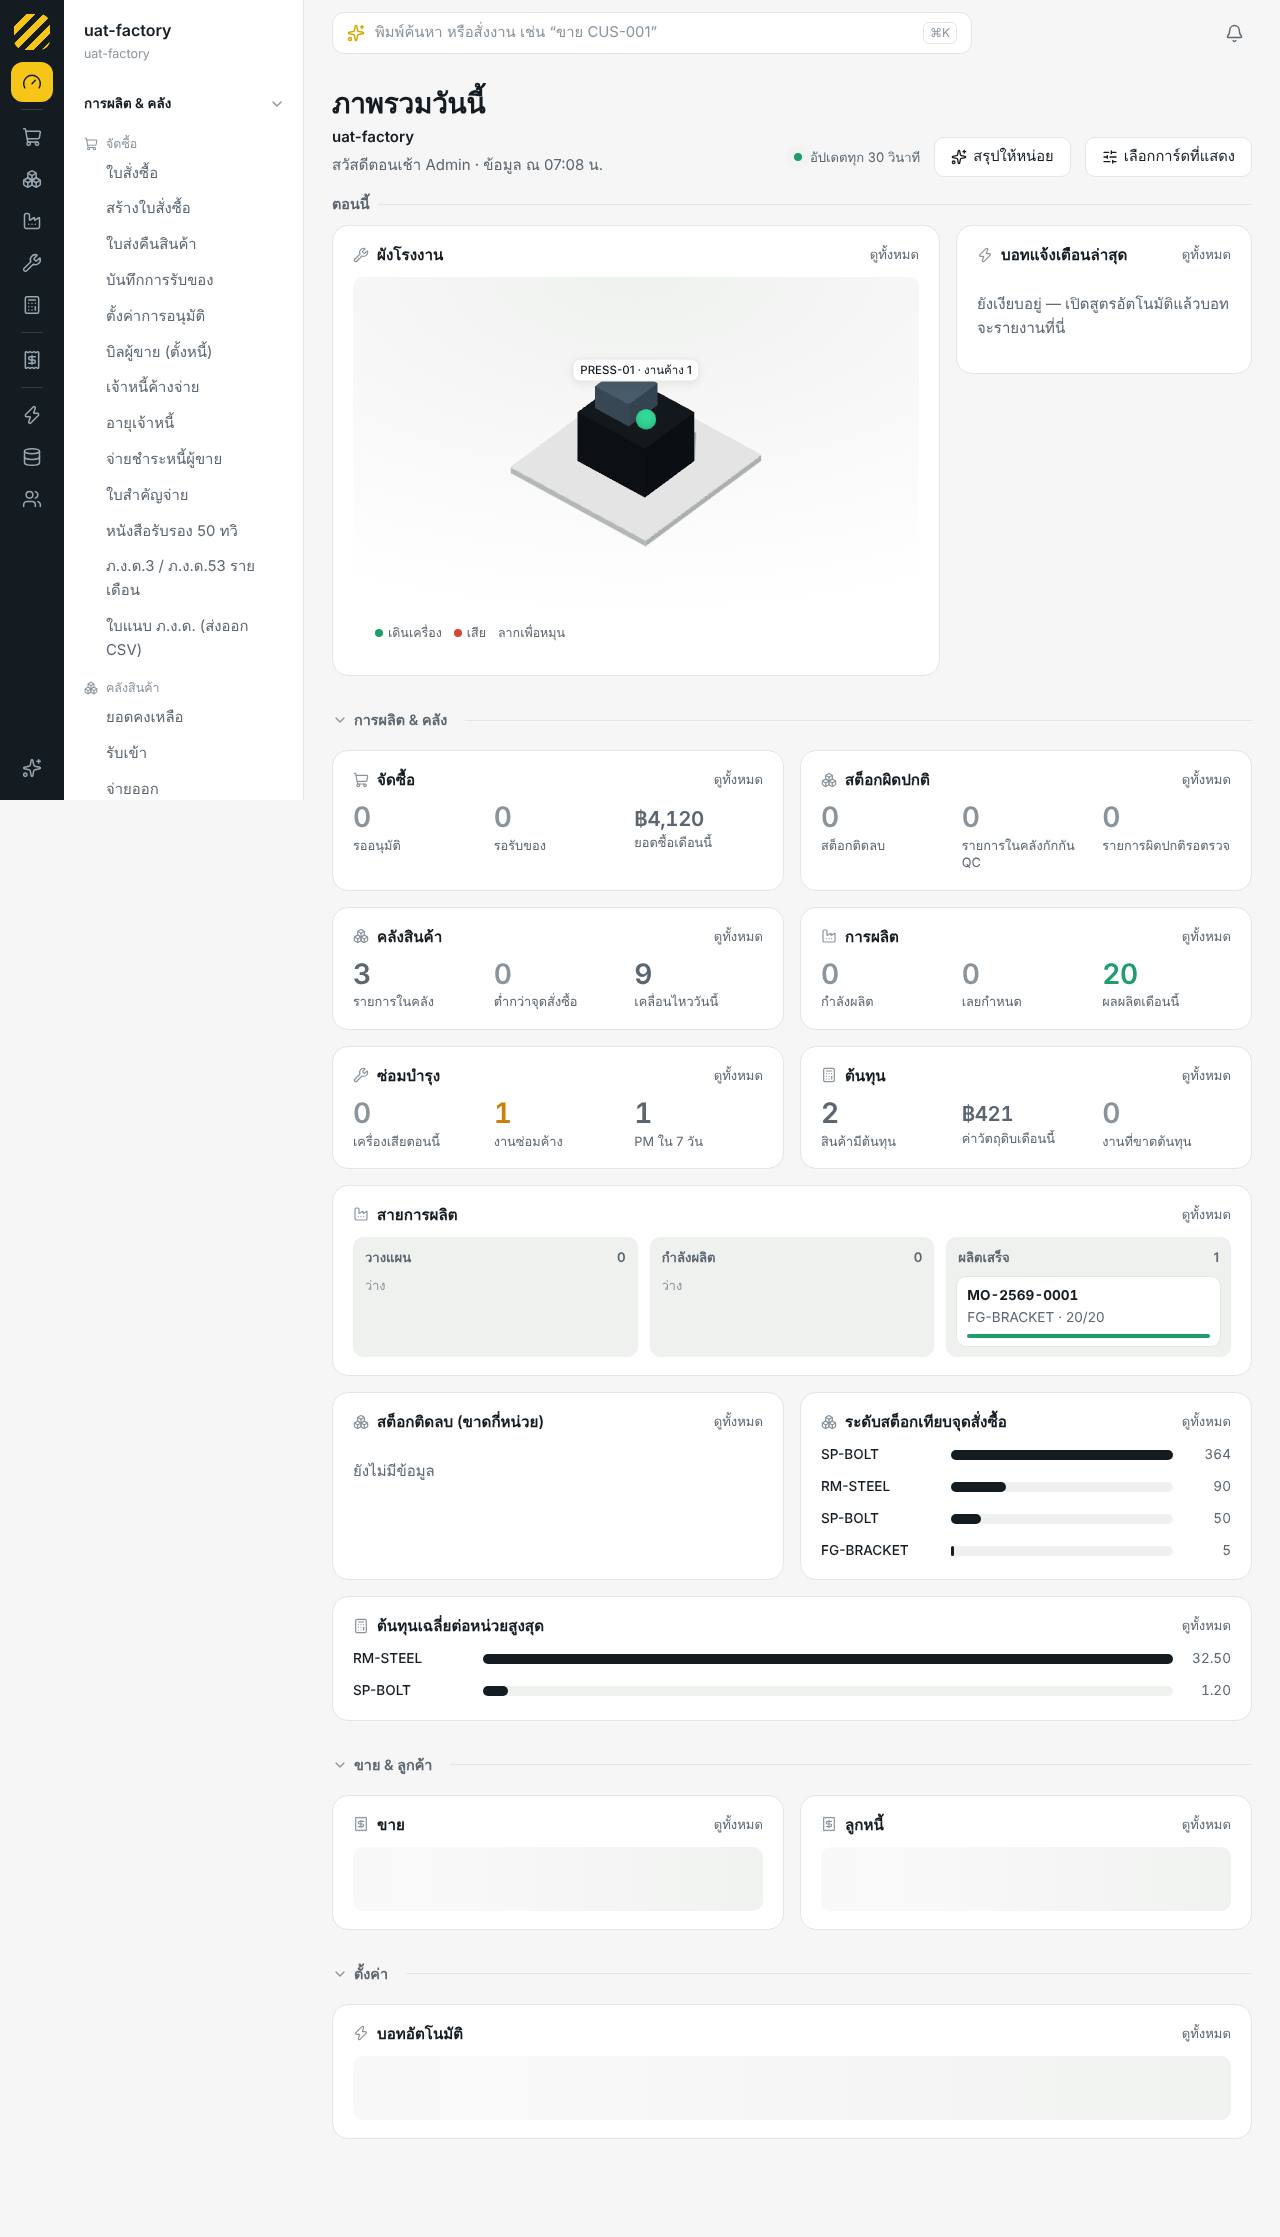 uat-factory
uat-factory
การผลิต & คลัง
จัดซื้อ
ใบสั่งซื้อ
สร้างใบสั่งซื้อ
ใบส่งคืนสินค้า
บันทึกการรับของ
ตั้งค่าการอนุมัติ
บิลผู้ขาย (ตั้งหนี้)
เจ้าหนี้ค้างจ่าย
อายุเจ้าหนี้
จ่ายชำระหนี้ผู้ขาย
ใบสำคัญจ่าย
หนังสือรับรอง 50 ทวิ
ภ.ง.ด.3 / ภ.ง.ด.53 ราย
เดือน
ใบแนบ ภ.ง.ด. (ส่งออก
CSV)
คลังสินค้า
ยอดคงเหลือ
รับเข้า
จ่ายออก
พิมพ์ค้นหา หรือสั่งงาน เช่น “ขาย CUS-001”
⌘K
ภาพรวมวันนี้
uat-factory
สวัสดีตอนเช้า Admin · ข้อมูล ณ 07:08 น.
อัปเดตทุก 30 วินาที
สรุปให้หน่อย
เลือกการ์ดที่แสดง
ตอนนี้
ผังโรงงาน
ดูทั้งหมด
PRESS-01 · งานค้าง 1
เดินเครื่อง
เสีย
ลากเพื่อหมุน
บอทแจ้งเตือนล่าสุด
ดูทั้งหมด
ยังเงียบอยู่ — เปิดสูตรอัตโนมัติแล้วบอท
จะรายงานที่นี่
การผลิต & คลัง
จัดซื้อ
ดูทั้งหมด
0
รออนุมัติ
0
รอรับของ
฿4,120
ยอดซื้อเดือนนี้
สต็อกผิดปกติ
ดูทั้งหมด
0
สต็อกติดลบ
0
รายการในคลังกักกัน
QC
0
รายการผิดปกติรอตรวจ
คลังสินค้า
ดูทั้งหมด
3
รายการในคลัง
0
ต่ำกว่าจุดสั่งซื้อ
9
เคลื่อนไหววันนี้
การผลิต
ดูทั้งหมด
0
กำลังผลิต
0
เลยกำหนด
20
ผลผลิตเดือนนี้
ซ่อมบำรุง
ดูทั้งหมด
0
เครื่องเสียตอนนี้
1
งานซ่อมค้าง
1
PM ใน 7 วัน
ต้นทุน
ดูทั้งหมด
2
สินค้ามีต้นทุน
฿421
ค่าวัตถุดิบเดือนนี้
0
งานที่ขาดต้นทุน
สายการผลิต
ดูทั้งหมด
วางแผน
0
ว่าง
กำลังผลิต
0
ว่าง
ผลิตเสร็จ
1
MO-2569-0001
FG-BRACKET · 20/20
สต็อกติดลบ (ขาดกี่หน่วย)
ดูทั้งหมด
ยังไม่มีข้อมูล
ระดับสต็อกเทียบจุดสั่งซื้อ
ดูทั้งหมด
SP-BOLT
364
RM-STEEL
90
SP-BOLT
50
FG-BRACKET
5
ต้นทุนเฉลี่ยต่อหน่วยสูงสุด
ดูทั้งหมด
RM-STEEL
32.50
SP-BOLT
1.20
ขาย & ลูกค้า
ขาย
ดูทั้งหมด
ลูกหนี้
ดูทั้งหมด
ตั้งค่า
บอทอัตโนมัติ
ดูทั้งหมด